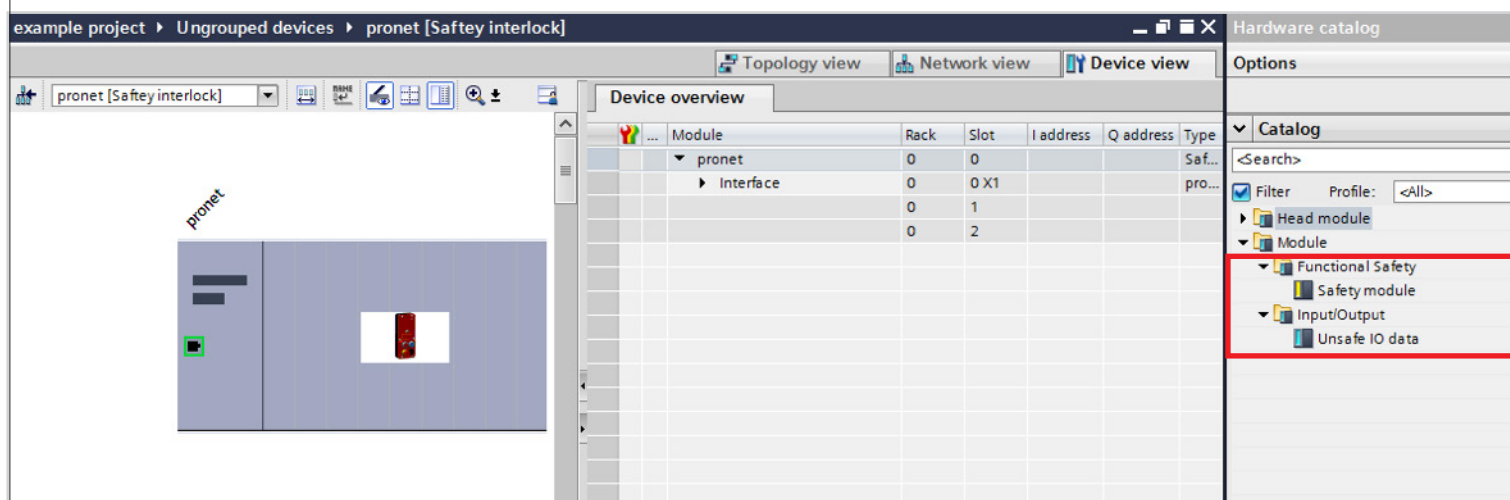 example project ▸ Ungrouped devices ▸ pronet [Saftey interlock]
Hardware catalog
Topology view Network view Device view
Options
pronet [Saftey interlock]
Device overview
... Module Rack Slot I address Q address Type
pronet 0 0 Saf...
Interface 0 0 X1 pro...
0 1
0 2
pronet
Catalog
<Search>
Filter Profile: <All>
Head module
Module
Functional Safety
Safety module
Input/Output
Unsafe IO data